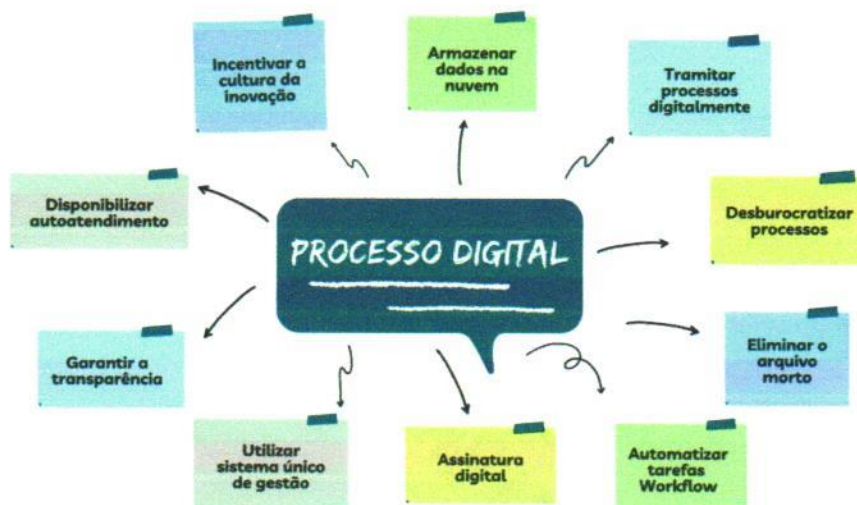 Incentivar a
cultura da
inovação
Armazenar
dados na
nuvem
Tramitar
processos
digitalmente
Disponibilizar
autoatendimento
PROCESSO DIGITAL
Desburocratizar
processos
Garantir a
transparência
Eliminar o
arquivo
morto
Utilizar
sistema único
de gestão
Assinatura
digital
Automatizar
tarefas
Workflow